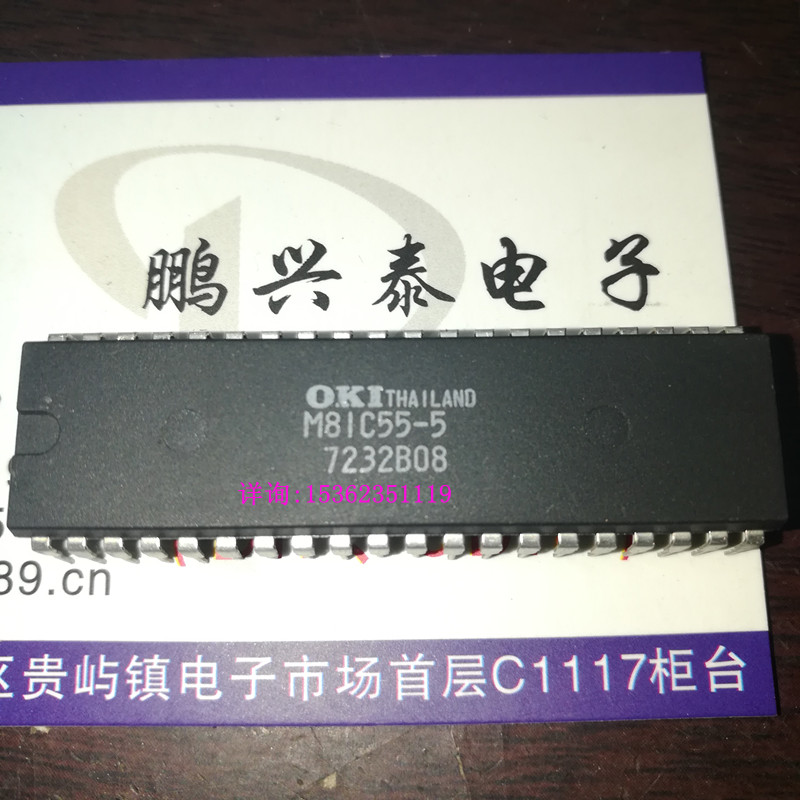 鹏兴泰电子
OKI THAILAND
M81C55-5
7232B08
详询:15362351119
89.cn
区贵屿镇电子市场首层C1117柜台